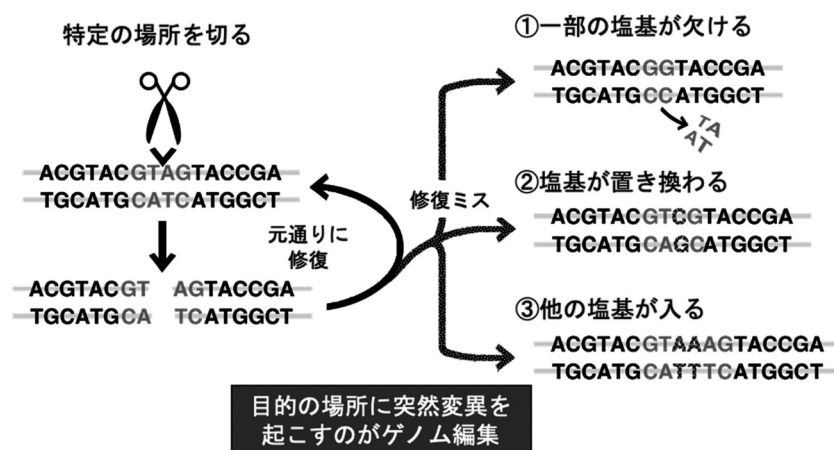 特定の場所を切る
ACGTACGTAGTACCGA
TGCATGCATCATGGCT
ACGTACGT AGTACCGA
TGCATGCA TCATGGCT
元通りに
修復
修復ミス
①一部の塩基が欠ける
ACGTACGGTACCGA
TGCATGCCATGGCT
TA
AT
②塩基が置き換わる
ACGTACGTCGTACCGA
TGCATGCAGCATGGCT
③他の塩基が入る
ACGTACGTAAAGTACCGA
TGCATGCATTTCATGGCT
目的の場所に突然変異を
起こすのがゲノム編集